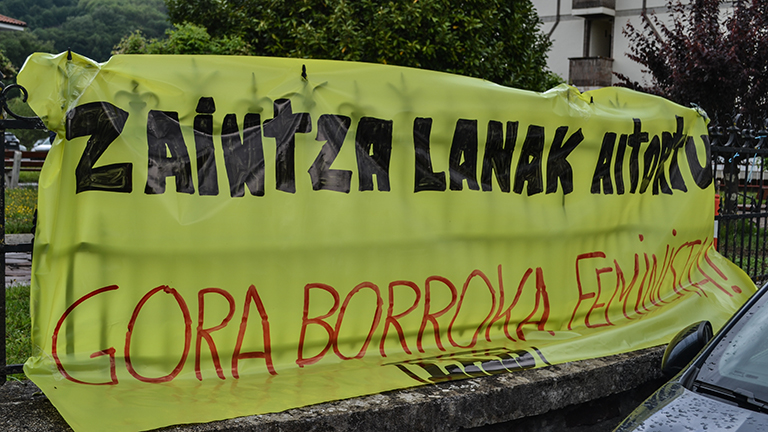 ZAINTZA LANAK AITORTU
GORA BORROKA FEMINISTA!